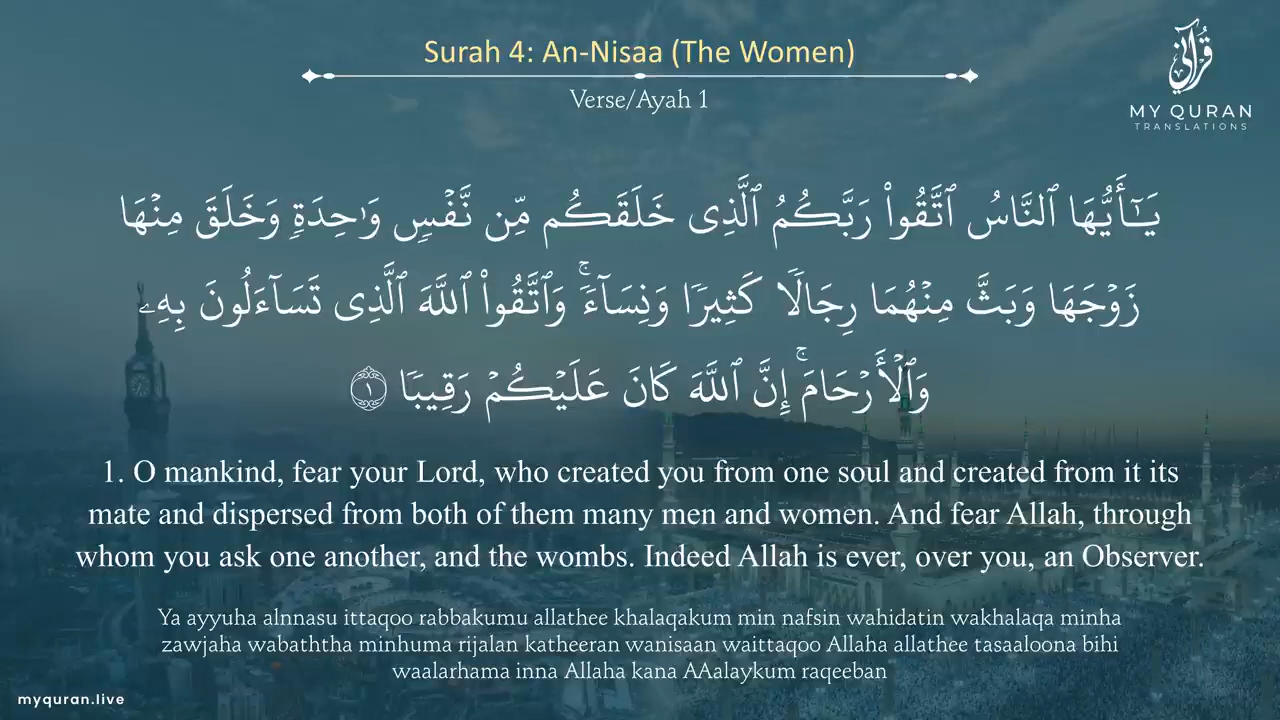 Surah 4: An-Nisaa (The Women)
Verse/Ayah 1
قرآني
MY QURAN
TRANSLATIONS
يَـٰٓأَيُّهَا ٱلنَّاسُ ٱتَّقُوا۟ رَبَّكُمُ ٱلَّذِى خَلَقَكُم مِّن نَّفْسٍۢ وَٰحِدَةٍۢ وَخَلَقَ مِنْهَا
زَوْجَهَا وَبَثَّ مِنْهُمَا رِجَالًۭا كَثِيرًۭا وَنِسَآءًۭ ۚ وَٱتَّقُوا۟ ٱللَّهَ ٱلَّذِى تَسَآءَلُونَ بِهِۦ
وَٱلْأَرْحَامَ ۚ إِنَّ ٱللَّهَ كَانَ عَلَيْكُمْ رَقِيبًۭا ١
1. O mankind, fear your Lord, who created you from one soul and created from it its
mate and dispersed from both of them many men and women. And fear Allah, through
whom you ask one another, and the wombs. Indeed Allah is ever, over you, an Observer.
Ya ayyuha alnnasu ittaqoo rabbakumu allathee khalaqakum min nafsin wahidatin wakhalaqa minha
zawjaha wabaththa minhuma rijalan katheeran wanisaan waittaqoo Allaha allathee tasaaloona bihi
waalarhama inna Allaha kana AAalaykum raqeeban
myquran.live